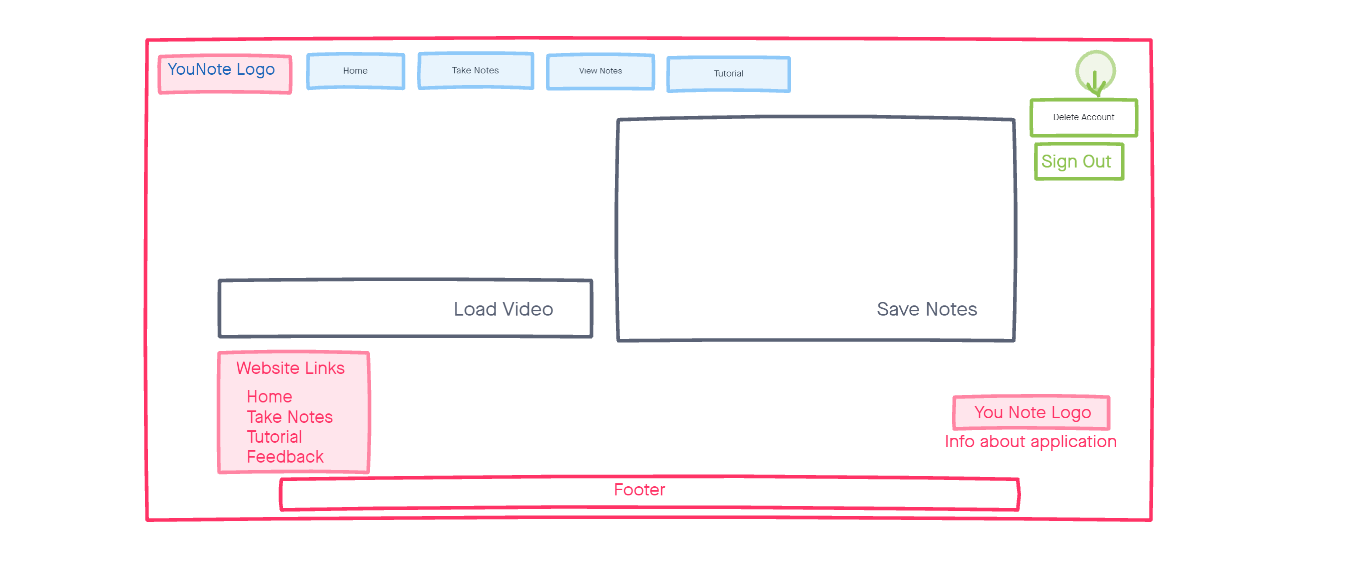 YouNote Logo
Home
Take Notes
View Notes
Tutorial
Delete Account
Sign Out
Load Video
Save Notes
Website Links
Home
Take Notes
Tutorial
Feedback
You Note Logo
Info about application
Footer